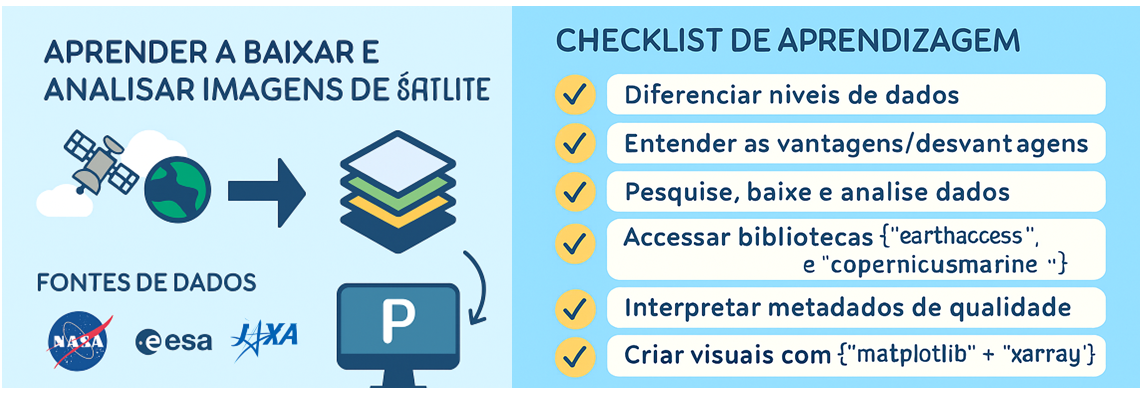 APRENDER A BAIXAR E
ANALISAR IMAGENS DE ŚATLITE
FONTES DE DADOS
NASA
esa
JAXA
P
CHECKLIST DE APRENDIZAGEM
Diferenciar niveis de dados
Entender as vantagens/desvantagens
Pesquise, baixe e analise dados
Accessar bibliotecas {"earthaccess",
e "copernicusmarine "}
Interpretar metadados de qualidade
Criar visuais com {"matplotlib" + "xarray'}